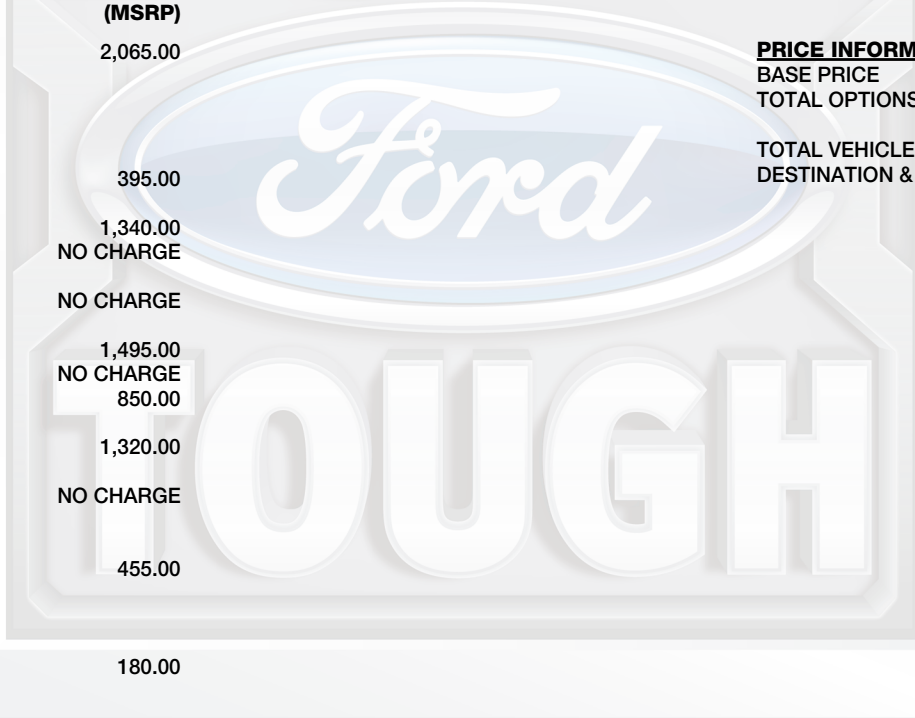 (MSRP)
2,065.00
395.00
1,340.00
NO CHARGE
NO CHARGE
1,495.00
NO CHARGE
850.00
1,320.00
NO CHARGE
455.00
180.00
PRICE INFORM
BASE PRICE
TOTAL OPTIONS
TOTAL VEHICLE
DESTINATION &
Ford
TOUGH